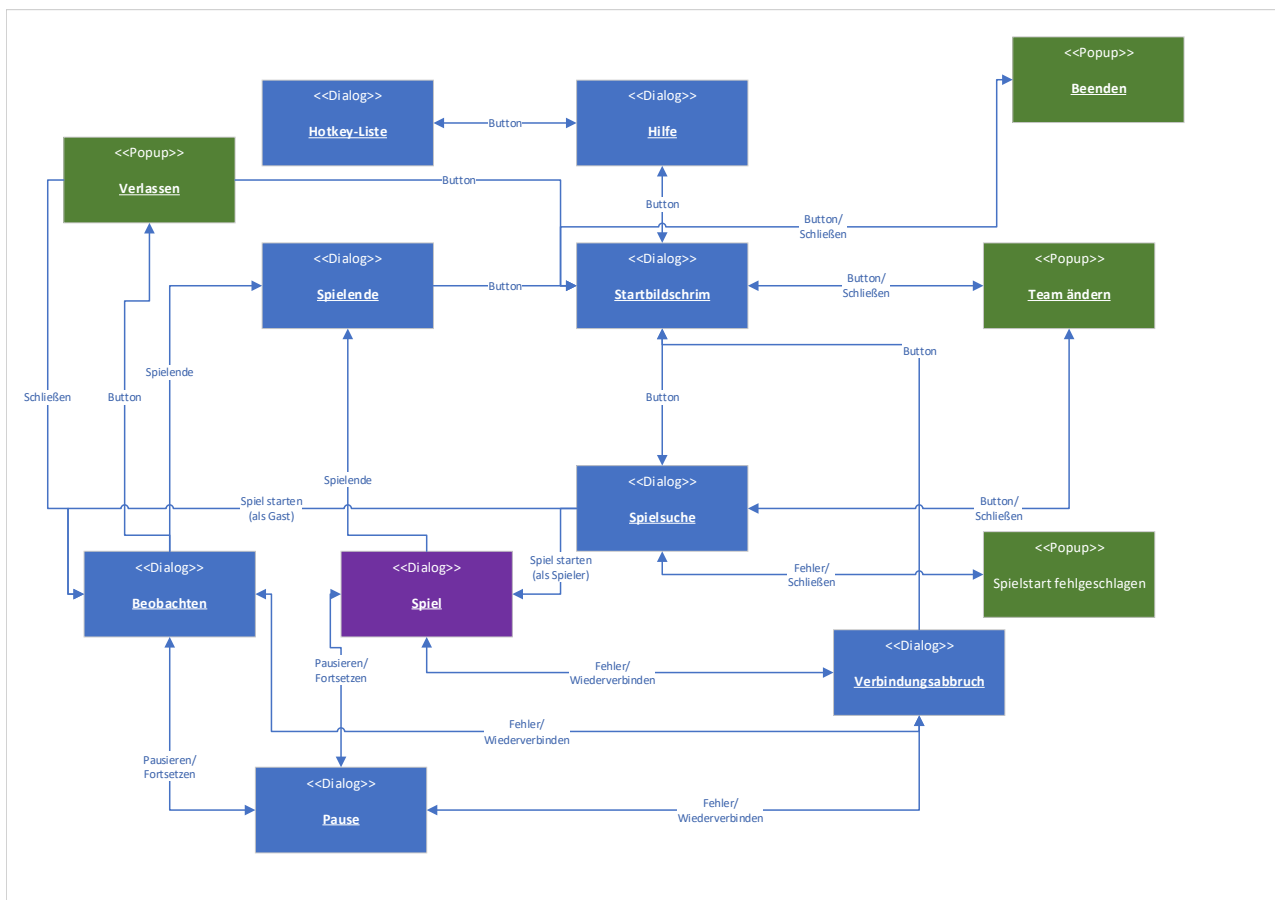 <<Popup>>
Beenden
<<Dialog>>
Hotkey-Liste
Button
<<Dialog>>
Hilfe
<<Popup>>
Verlassen
Button
Button
Button/
Schließen
<<Dialog>>
Spielende
Button
<<Dialog>>
Startbildschrim
Button/
Schließen
<<Popup>>
Team ändern
Button
Spielende
Schließen
Button
Button
Spielende
<<Dialog>>
Spielsuche
Spiel starten
(als Gast)
Button/
Schließen
<<Popup>>
Spielstart fehlgeschlagen
Spiel starten
(als Spieler)
Fehler/
Schließen
<<Dialog>>
Beobachten
<<Dialog>>
Spiel
<<Dialog>>
Verbindungsabbruch
Pausieren/
Fortsetzen
Fehler/
Wiederverbinden
Fehler/
Wiederverbinden
Pausieren/
Fortsetzen
<<Dialog>>
Pause
Fehler/
Wiederverbinden